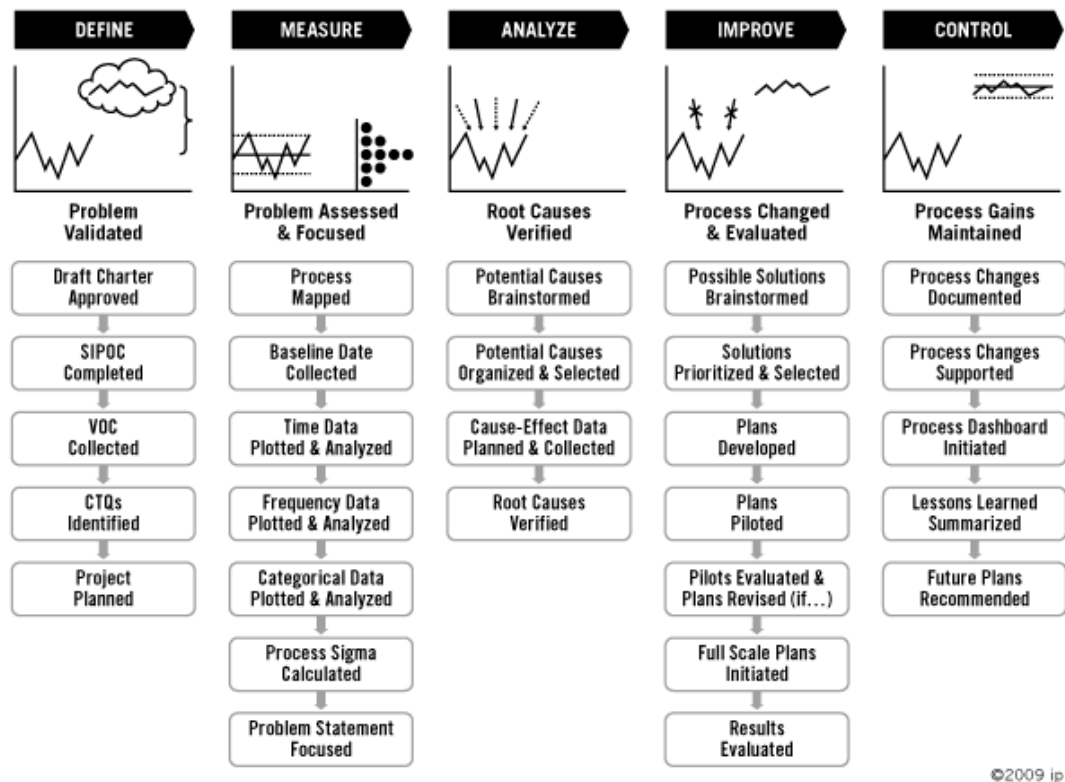 DEFINE
Problem
Validated
Draft Charter
Approved
SIPOC
Completed
VOC
Collected
CTQs
Identified
Project
Planned
MEASURE
Problem Assessed
& Focused
Process
Mapped
Baseline Date
Collected
Time Data
Plotted & Analyzed
Frequency Data
Plotted & Analyzed
Categorical Data
Plotted & Analyzed
Process Sigma
Calculated
Problem Statement
Focused
ANALYZE
Root Causes
Verified
Potential Causes
Brainstormed
Potential Causes
Organized & Selected
Cause-Effect Data
Planned & Collected
Root Causes
Verified
IMPROVE
Process Changed
& Evaluated
Possible Solutions
Brainstormed
Solutions
Prioritized & Selected
Plans
Developed
Plans
Piloted
Pilots Evaluated &
Plans Revised (if...)
Full Scale Plans
Initiated
Results
Evaluated
CONTROL
Process Gains
Maintained
Process Changes
Documented
Process Changes
Supported
Process Dashboard
Initiated
Lessons Learned
Summarized
Future Plans
Recommended
©2009 ip